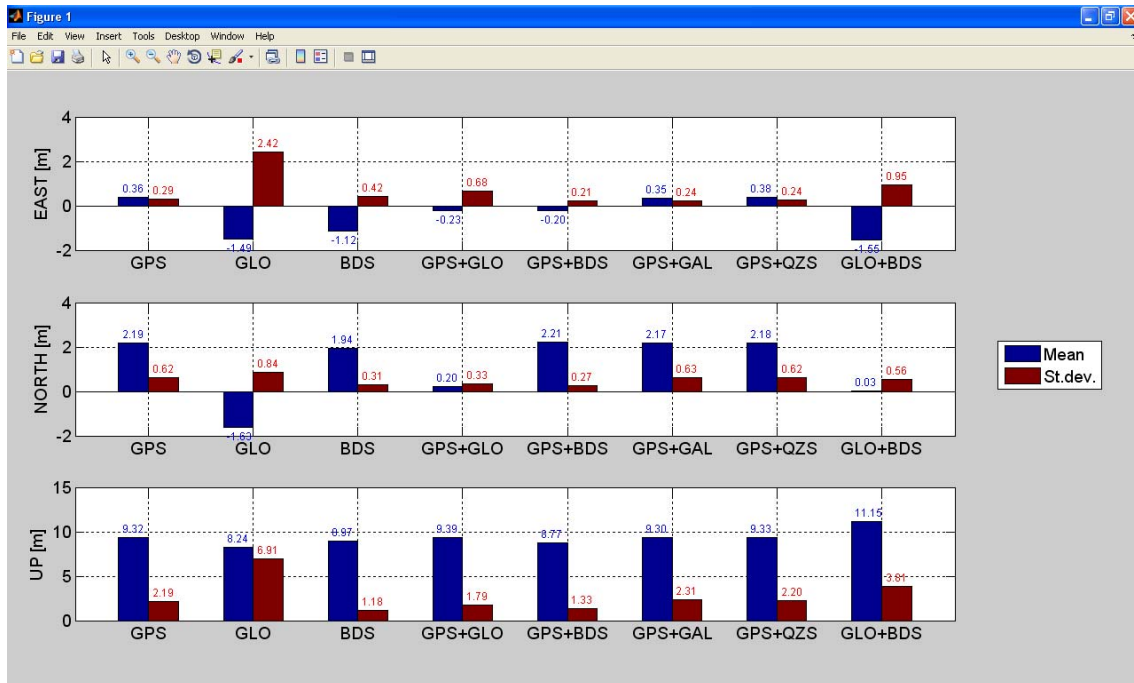 Figure 1
File Edit View Insert Tools Desktop Window Help
4
2
0
-2
EAST [m]
0.36 0.29 -1.49 2.42 -1.12 0.42 -0.23 0.68 -0.20 0.21 0.35 0.24 0.38 0.24 -1.55 0.95
GPS GLO BDS GPS+GLO GPS+BDS GPS+GAL GPS+QZS GLO+BDS
4
2
0
-2
NORTH [m]
2.19 0.62 -1.63 0.84 1.94 0.31 0.20 0.33 2.21 0.27 2.17 0.63 2.18 0.62 0.03 0.56
GPS GLO BDS GPS+GLO GPS+BDS GPS+GAL GPS+QZS GLO+BDS
Mean
St.dev.
15
10
5
0
UP [m]
9.32 2.19 8.24 6.91 8.97 1.18 9.39 1.79 8.77 1.33 9.30 2.31 9.33 2.20 11.15 3.81
GPS GLO BDS GPS+GLO GPS+BDS GPS+GAL GPS+QZS GLO+BDS